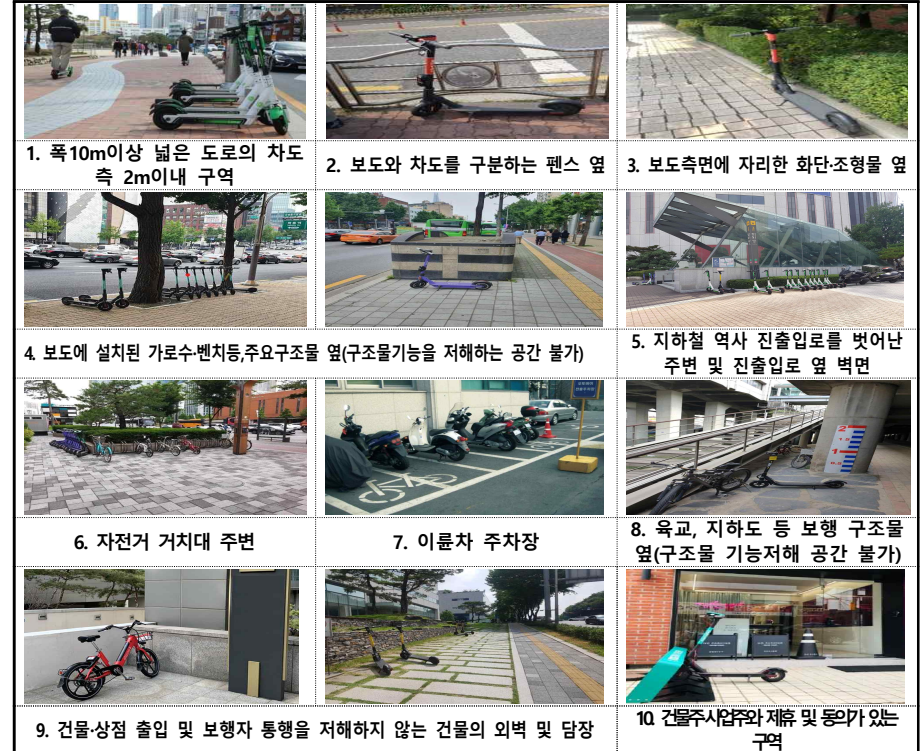 1. 폭10m이상 넓은 도로의 차도
측 2m이내 구역
2. 보도와 차도를 구분하는 펜스 옆
3. 보도측면에 자리한 화단·조형물 옆
4. 보도에 설치된 가로수·벤치등,주요구조물 옆(구조물기능을 저해하는 공간 불가)
5. 지하철 역사 진출입로를 벗어난
주변 및 진출입로 옆 벽면
6. 자전거 거치대 주변
7. 이륜차 주차장
2
1
8. 육교, 지하도 등 보행 구조물
옆(구조물 기능저해 공간 불가)
9. 건물·상점 출입 및 보행자 통행을 저해하지 않는 건물의 외벽 및 담장
10. 건물주·사업주와 제휴 및 동의가 있는
구역